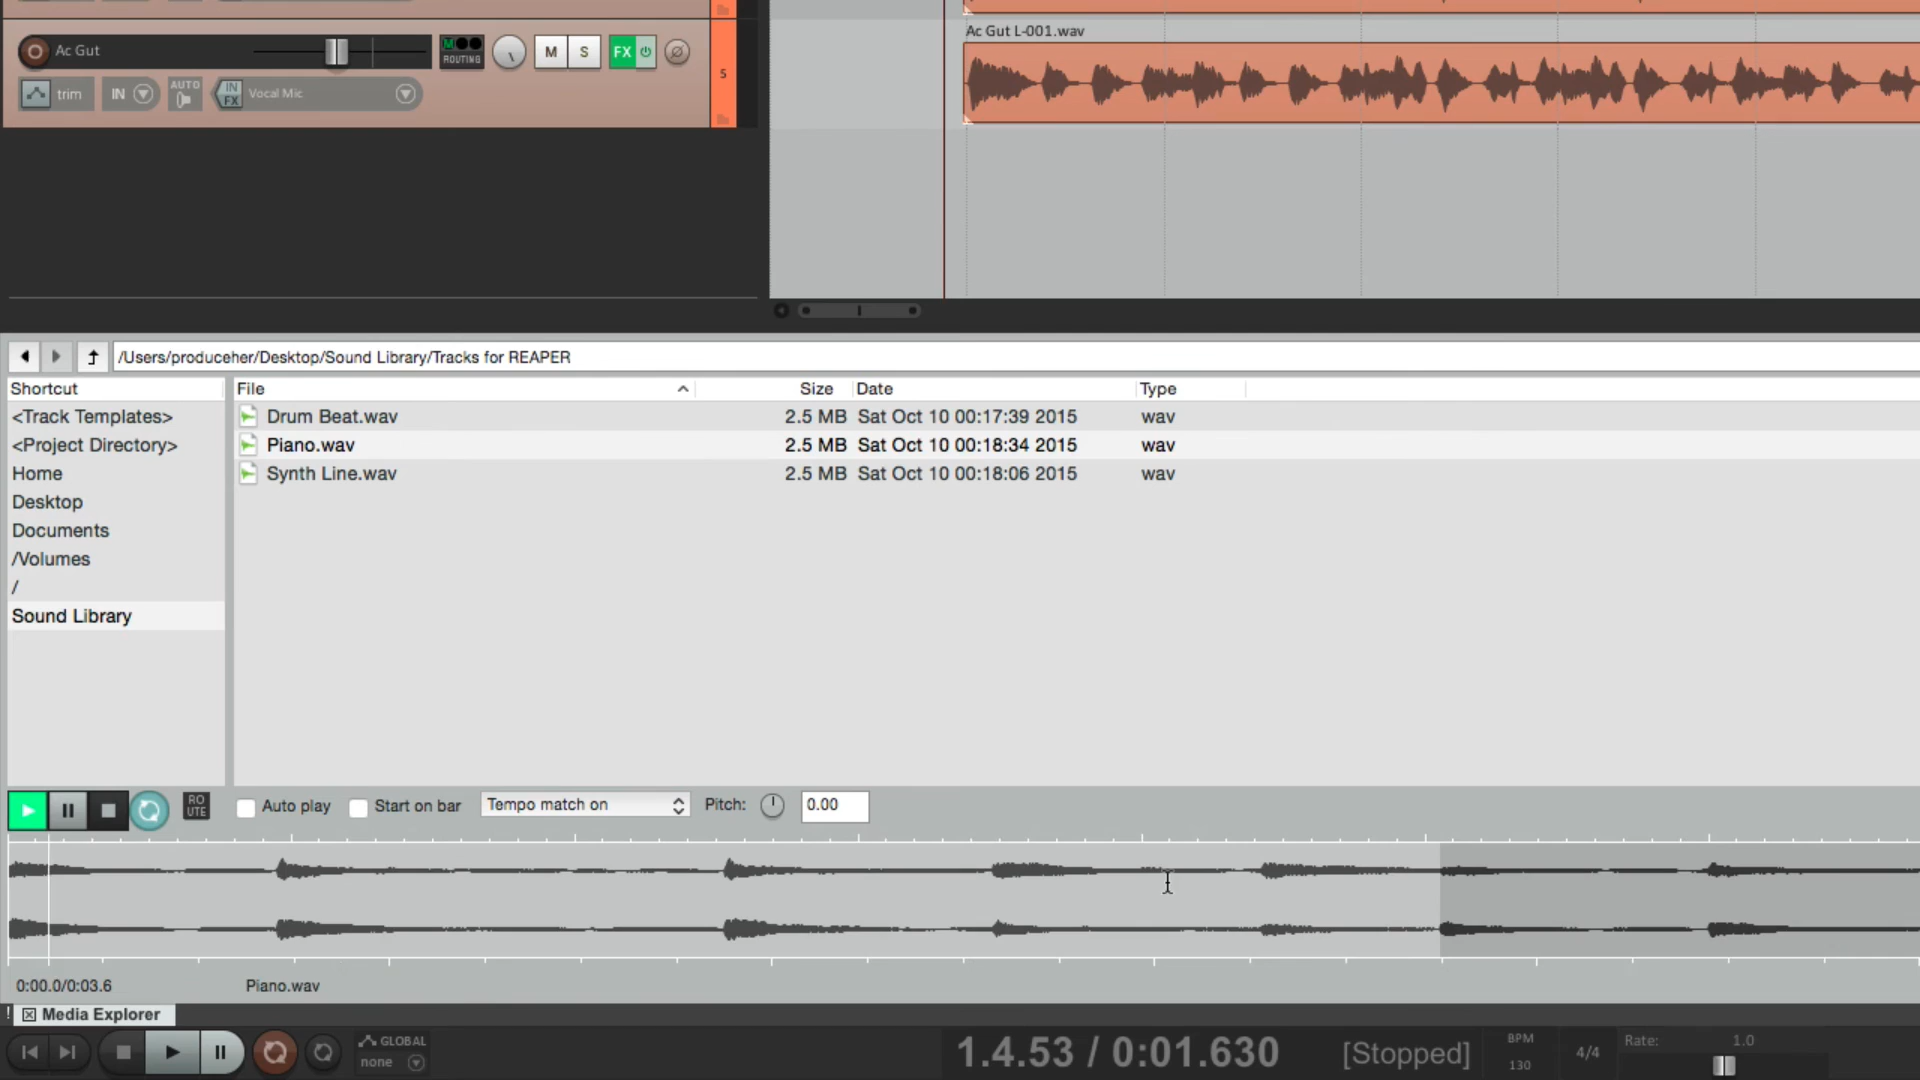 Ac Gut L-001.wav
Ac Gut
ROUTING
M
S
FX
5
trim
IN
AUTO
IN FX
Vocal Mic
/Users/produceher/Desktop/Sound Library/Tracks for REAPER
Shortcut
File
Size
Date
Type
<Track Templates>
Drum Beat.wav
2.5 MB
Sat Oct 10 00:17:39 2015
wav
<Project Directory>
Piano.wav
2.5 MB
Sat Oct 10 00:18:34 2015
wav
Home
Synth Line.wav
2.5 MB
Sat Oct 10 00:18:06 2015
wav
Desktop
Documents
/Volumes
/
Sound Library
RO
UTE
Auto play
Start on bar
Tempo match on
Pitch:
0.00
0:00.0/0:03.6
Piano.wav
! Media Explorer
GLOBAL
none
1.4.53 / 0:01.630
[Stopped]
BPM
130
4/4
Rate:
1.0